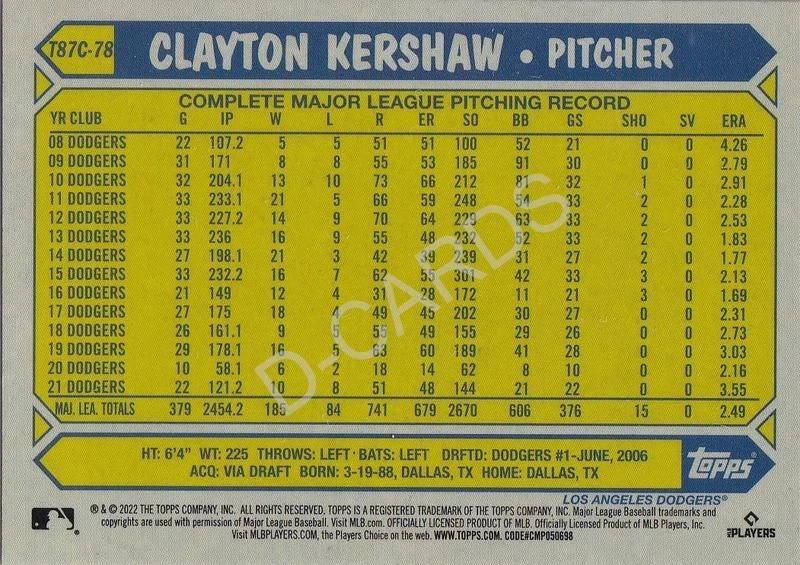 T87C-78 CLAYTON KERSHAW • PITCHER
COMPLETE MAJOR LEAGUE PITCHING RECORD
YR CLUB G IP W L R ER SO BB GS SHO SV ERA
08 DODGERS 22 107.2 5 5 51 51 100 52 21 0 0 4.26
09 DODGERS 31 171 8 8 55 53 185 91 30 0 0 2.79
10 DODGERS 32 204.1 13 10 73 66 212 81 32 1 0 2.91
11 DODGERS 33 233.1 21 5 66 59 248 54 33 2 0 2.28
12 DODGERS 33 227.2 14 9 70 64 229 63 33 2 0 2.53
13 DODGERS 33 236 16 9 55 48 232 52 33 2 0 1.83
14 DODGERS 27 198.1 21 3 42 39 239 31 27 2 0 1.77
15 DODGERS 33 232.2 16 7 62 55 301 42 33 3 0 2.13
16 DODGERS 21 149 12 4 31 28 172 11 21 3 0 1.69
17 DODGERS 27 175 18 4 49 45 202 30 27 0 0 2.31
18 DODGERS 26 161.1 9 5 55 49 155 29 26 0 0 2.73
19 DODGERS 29 178.1 16 5 63 60 189 41 28 0 0 3.03
20 DODGERS 10 58.1 6 2 18 14 62 8 10 0 0 2.16
21 DODGERS 22 121.2 10 8 51 48 144 21 22 0 0 3.55
MAJ. LEA. TOTALS 379 2454.2 185 84 741 679 2670 606 376 15 0 2.49
D-CARDS
HT: 6'4" WT: 225 THROWS: LEFT · BATS: LEFT DRFTD: DODGERS #1-JUNE, 2006
ACQ: VIA DRAFT BORN: 3-19-88, DALLAS, TX HOME: DALLAS, TX
TOPPS®
LOS ANGELES DODGERS®
® & © 2022 THE TOPPS COMPANY, INC. ALL RIGHTS RESERVED. TOPPS IS A REGISTERED TRADEMARK OF THE TOPPS COMPANY, INC. Major League Baseball trademarks and
copyrights are used with permission of Major League Baseball. Visit MLB.com. OFFICIALLY LICENSED PRODUCT OF MLB. Officially Licensed Product of MLB Players, Inc.
Visit MLBPLAYERS.com, the Players Choice on the web. WWW.TOPPS.COM. CODE#CMP050698
MLB PLAYERS